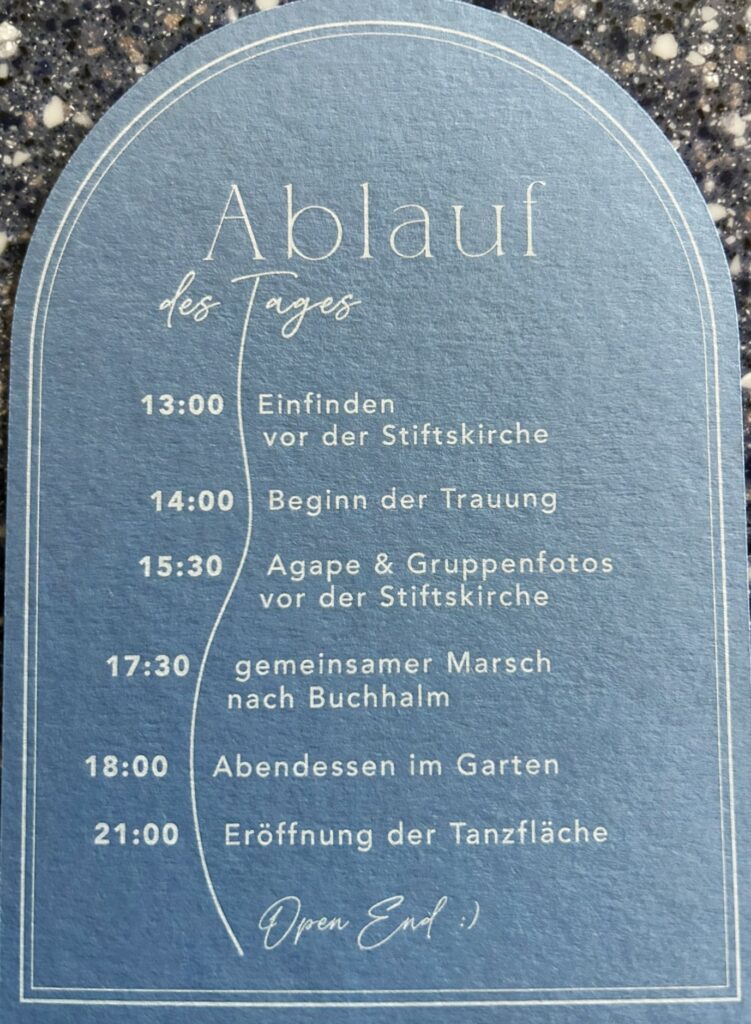 Ablauf
des Tages
13:00 Einfinden
vor der Stiftskirche
14:00 Beginn der Trauung
15:30 Agape & Gruppenfotos
vor der Stiftskirche
17:30 gemeinsamer Marsch
nach Buchhalm
18:00 Abendessen im Garten
21:00 Eröffnung der Tanzfläche
Open End :)